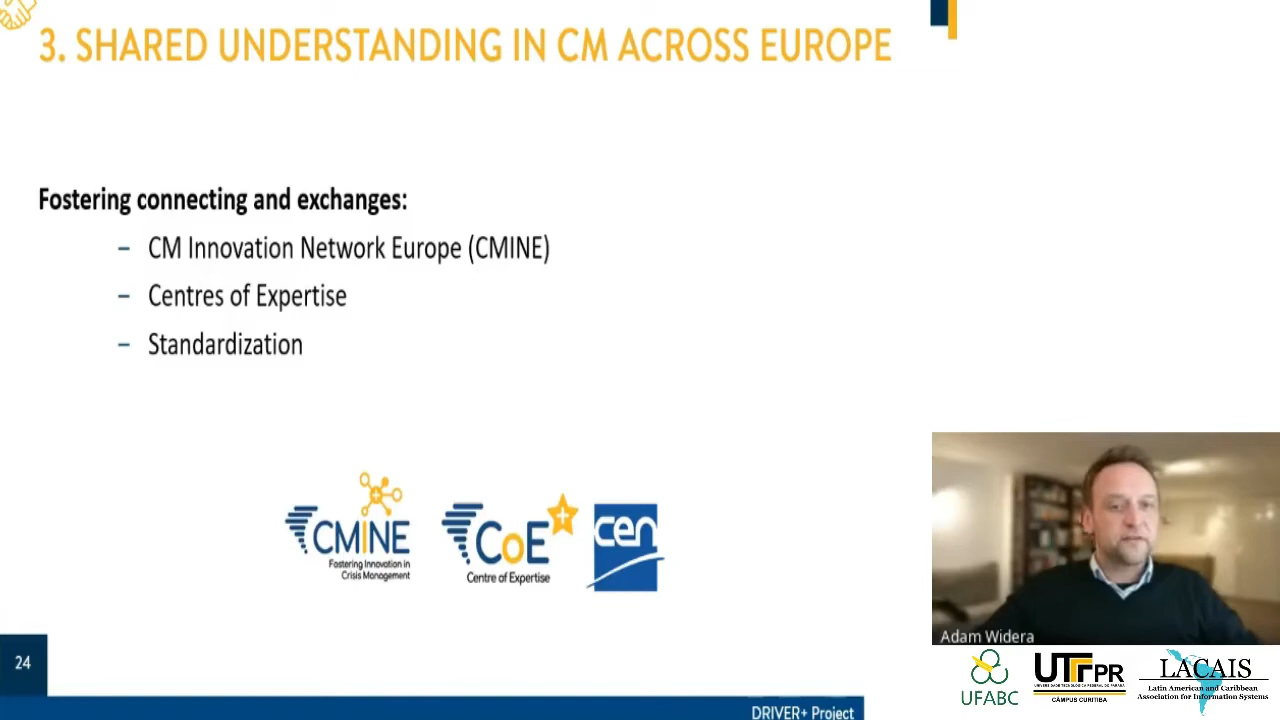 3. SHARED UNDERSTANDING IN CM ACROSS EUROPE
Fostering connecting and exchanges:
– CM Innovation Network Europe (CMINE)
– Centres of Expertise
– Standardization
CMINE
Fostering Innovation in
Crisis Management
CoE
Centre of Expertise
cen
24
DRIVER+ Project
Adam Widera
UFABC
UTFPR
UNIVERSIDADE TECNOLÓGICA FEDERAL DO PARANÁ
CÂMPUS CURITIBA
LACAIS
Latin American and Caribbean
Association for Information Systems